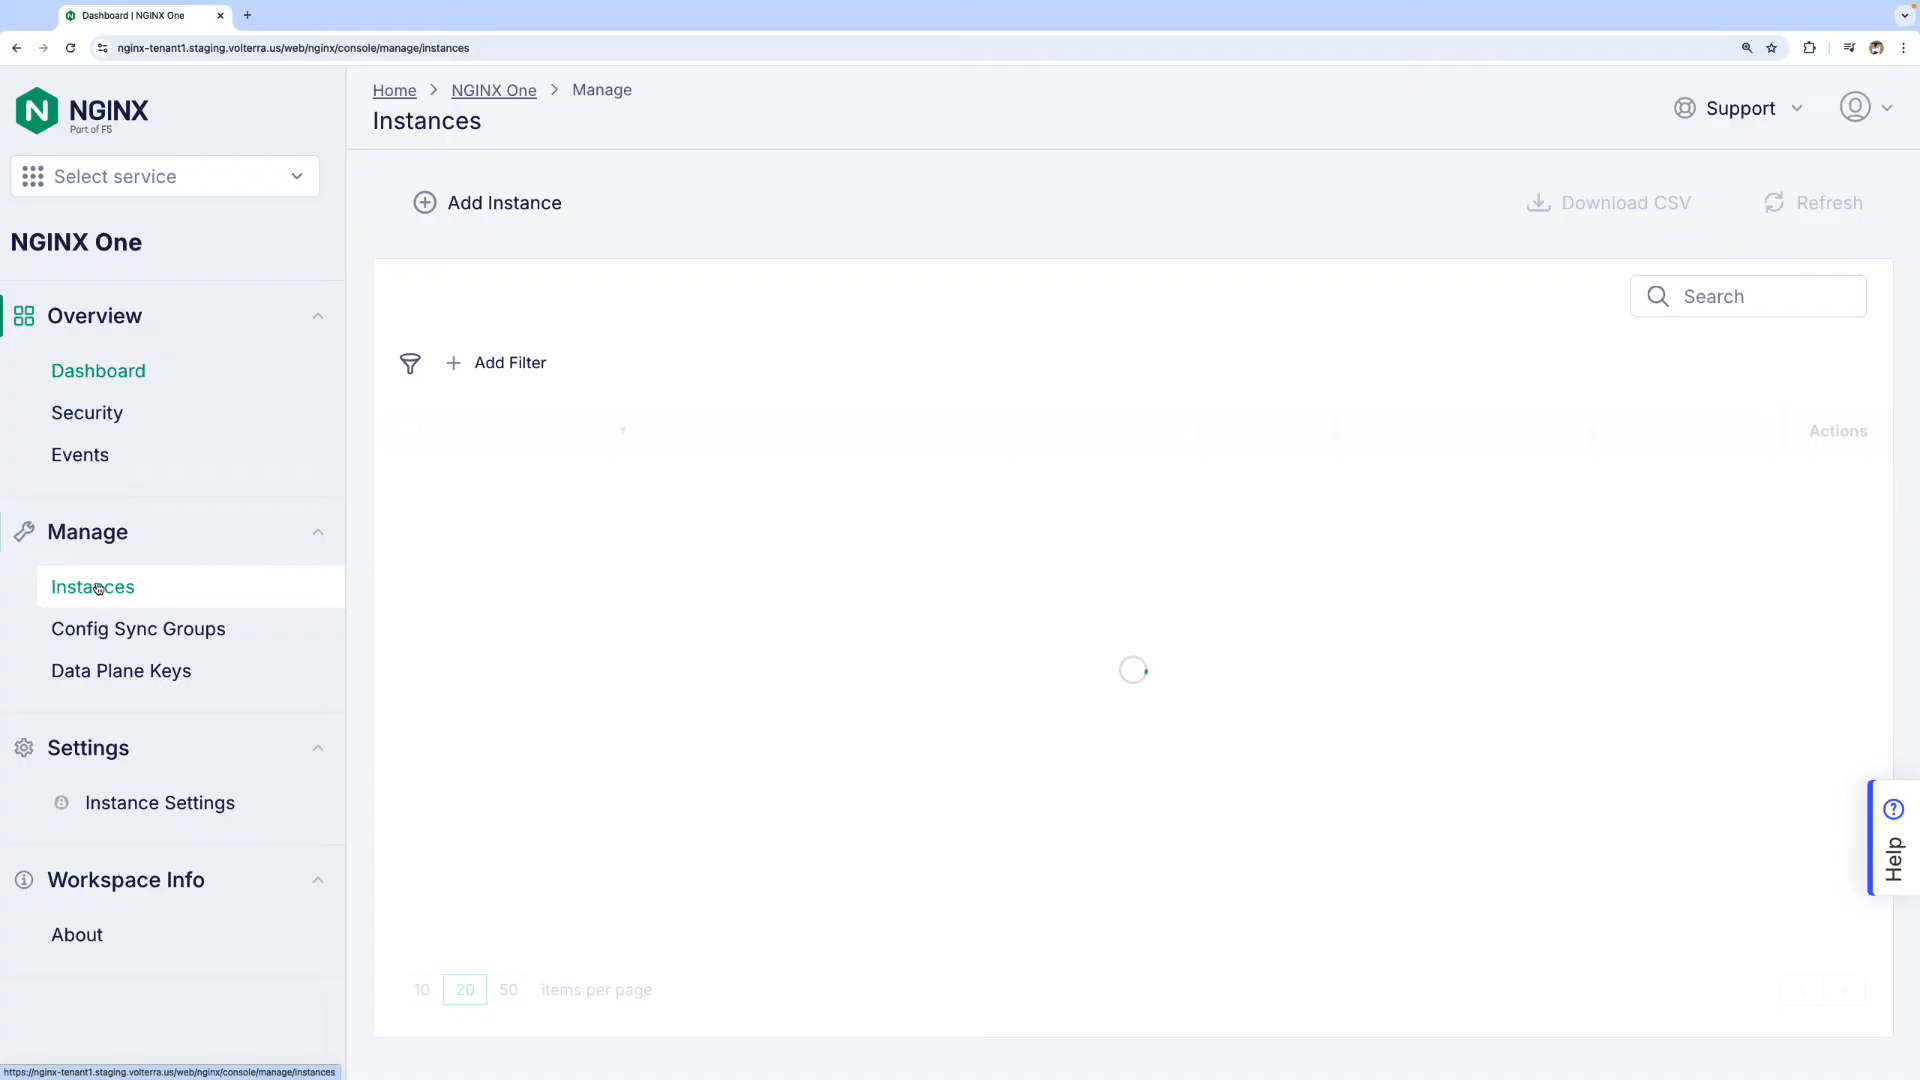 Dashboard | NGINX One
nginx-tenant1.staging.volterra.us/web/nginx/console/manage/instances
NGINX
Part of F5
Select service
NGINX One
Overview
Dashboard
Security
Events
Manage
Instances
Config Sync Groups
Data Plane Keys
Settings
Instance Settings
Workspace Info
About
Home > NGINX One > Manage
Instances
Support
Add Instance
Download CSV
Refresh
Search
Add Filter
Actions
10 20 50 items per page
Help
https://nginx-tenant1.staging.volterra.us/web/nginx/console/manage/instances